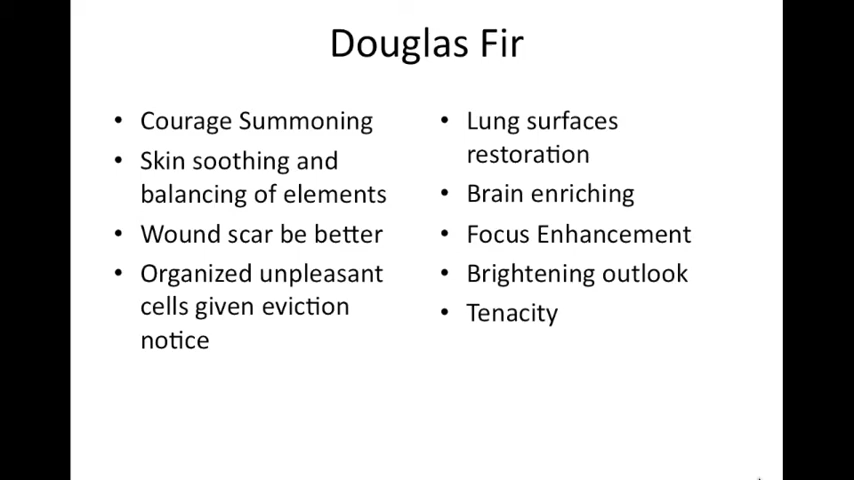 Douglas Fir
• Courage Summoning
• Skin soothing and
balancing of elements
• Wound scar be better
• Organized unpleasant
cells given eviction
notice
• Lung surfaces
restoration
• Brain enriching
• Focus Enhancement
• Brightening outlook
• Tenacity